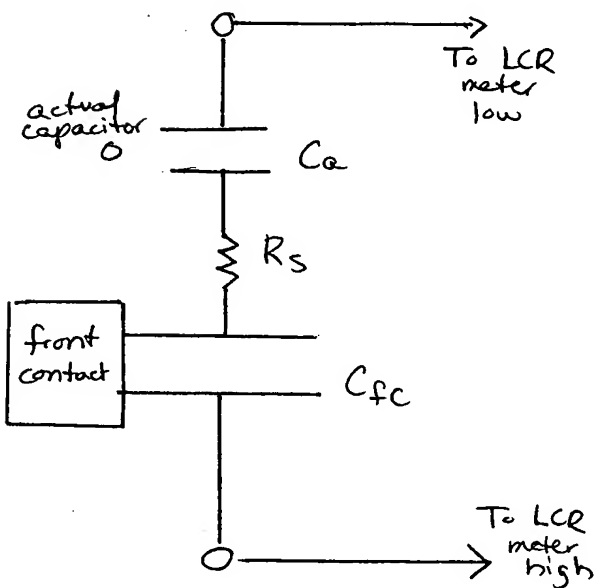 To LCR
meter
low
actual
capacitor
O
Ca
Rs
front
contact
Cfc
To LCR
meter
high